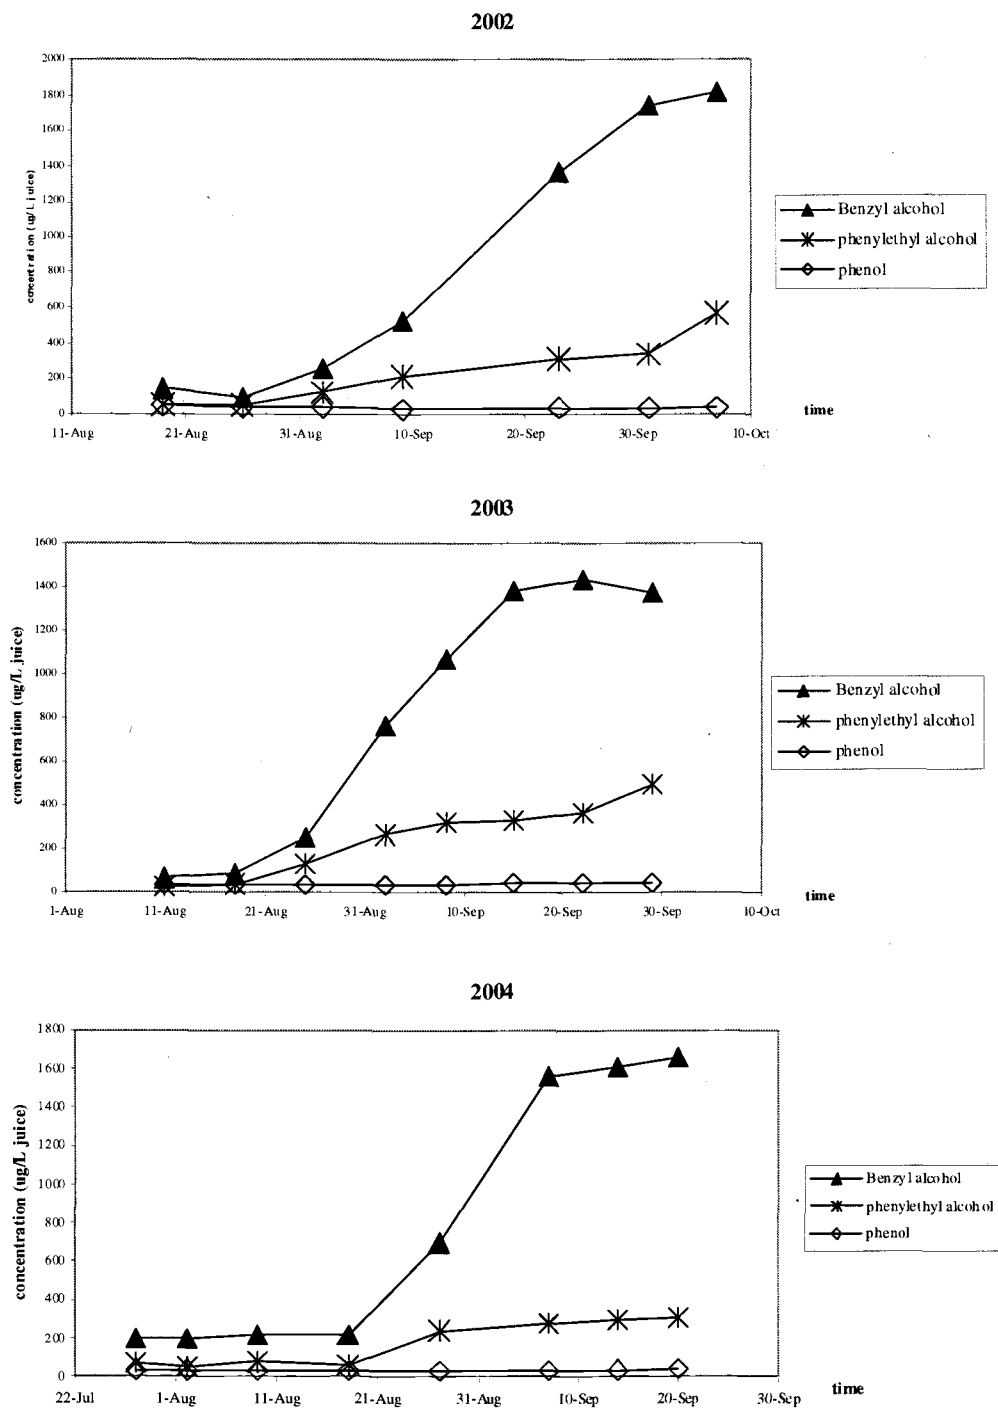 2002
2000
1800
1600
1400
1200
1000
800
600
400
200
0
concentration (ug/L juice)
11-Aug 21-Aug 31-Aug 10-Sep 20-Sep 30-Sep 10-Oct
time
Benzyl alcohol
phenylethyl alcohol
phenol
2003
1600
1400
1200
1000
800
600
400
200
0
concentration (ug/L juice)
1-Aug 11-Aug 21-Aug 31-Aug 10-Sep 20-Sep 30-Sep 10-Oct
time
Benzyl alcohol
phenylethyl alcohol
phenol
2004
1800
1600
1400
1200
1000
800
600
400
200
0
concentration (ug/L juice)
22-Jul 1-Aug 11-Aug 21-Aug 31-Aug 10-Sep 20-Sep 30-Sep
time
Benzyl alcohol
phenylethyl alcohol
phenol